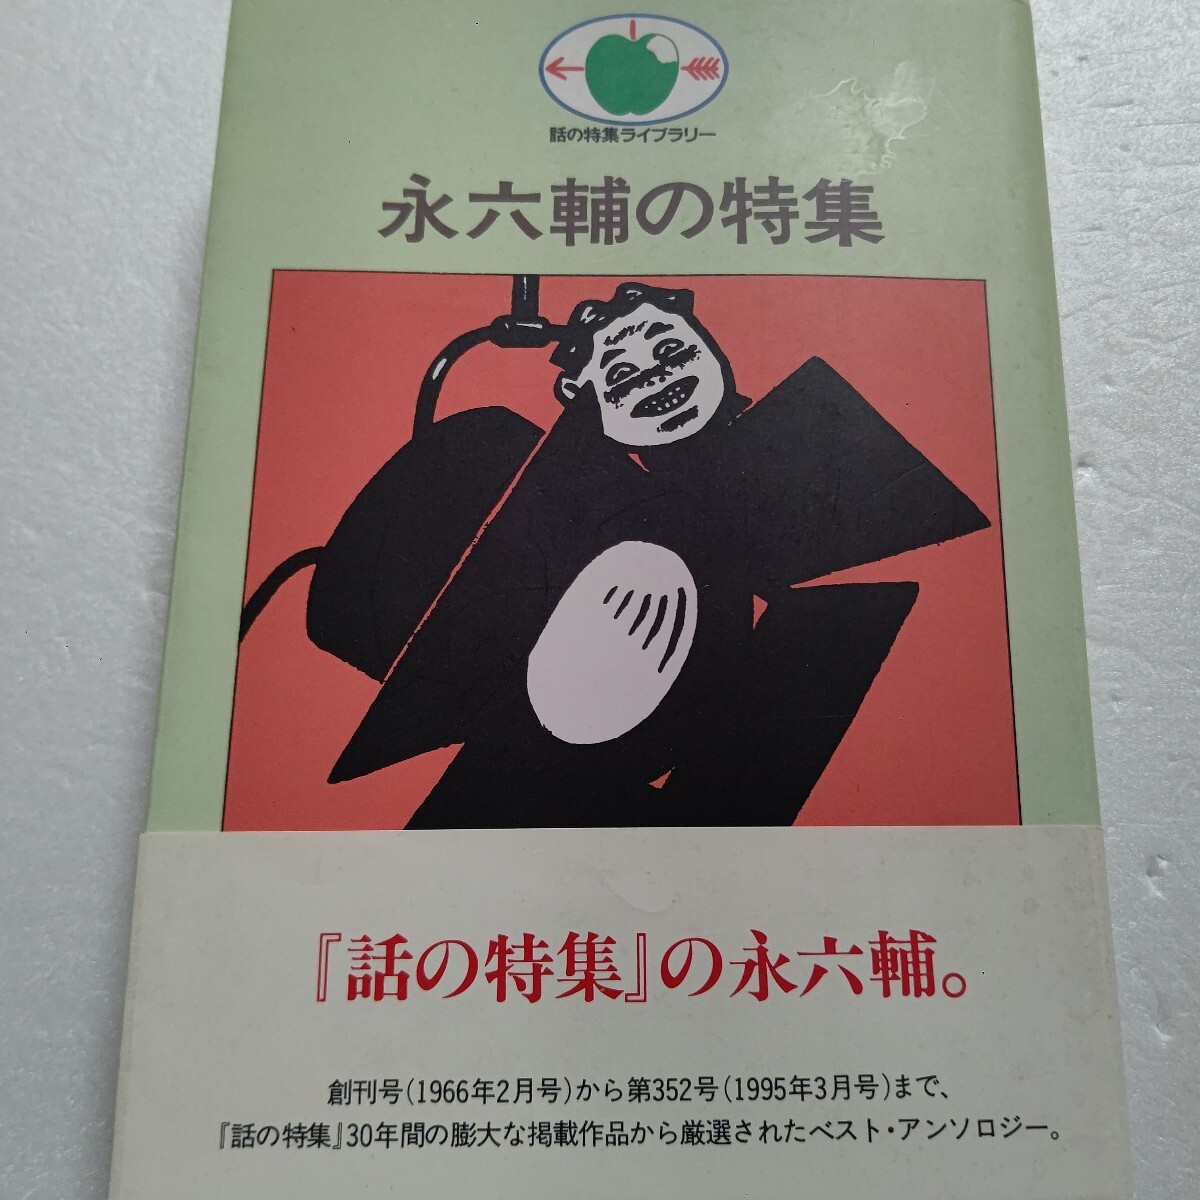 話の特集ライブラリー
永六輔の特集
『話の特集』の永六輔。
創刊号(1966年2月号)から第352号(1995年3月号)まで、
『話の特集』30年間の膨大な掲載作品から厳選されたベスト・アンソロジー。